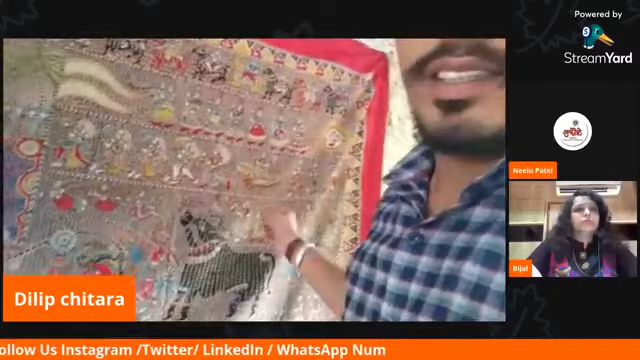 Powered by
StreamYard
Neelu Patel
Bijal
Dilip chitara
ollow Us Instagram /Twitter/ LinkedIn / WhatsApp Num